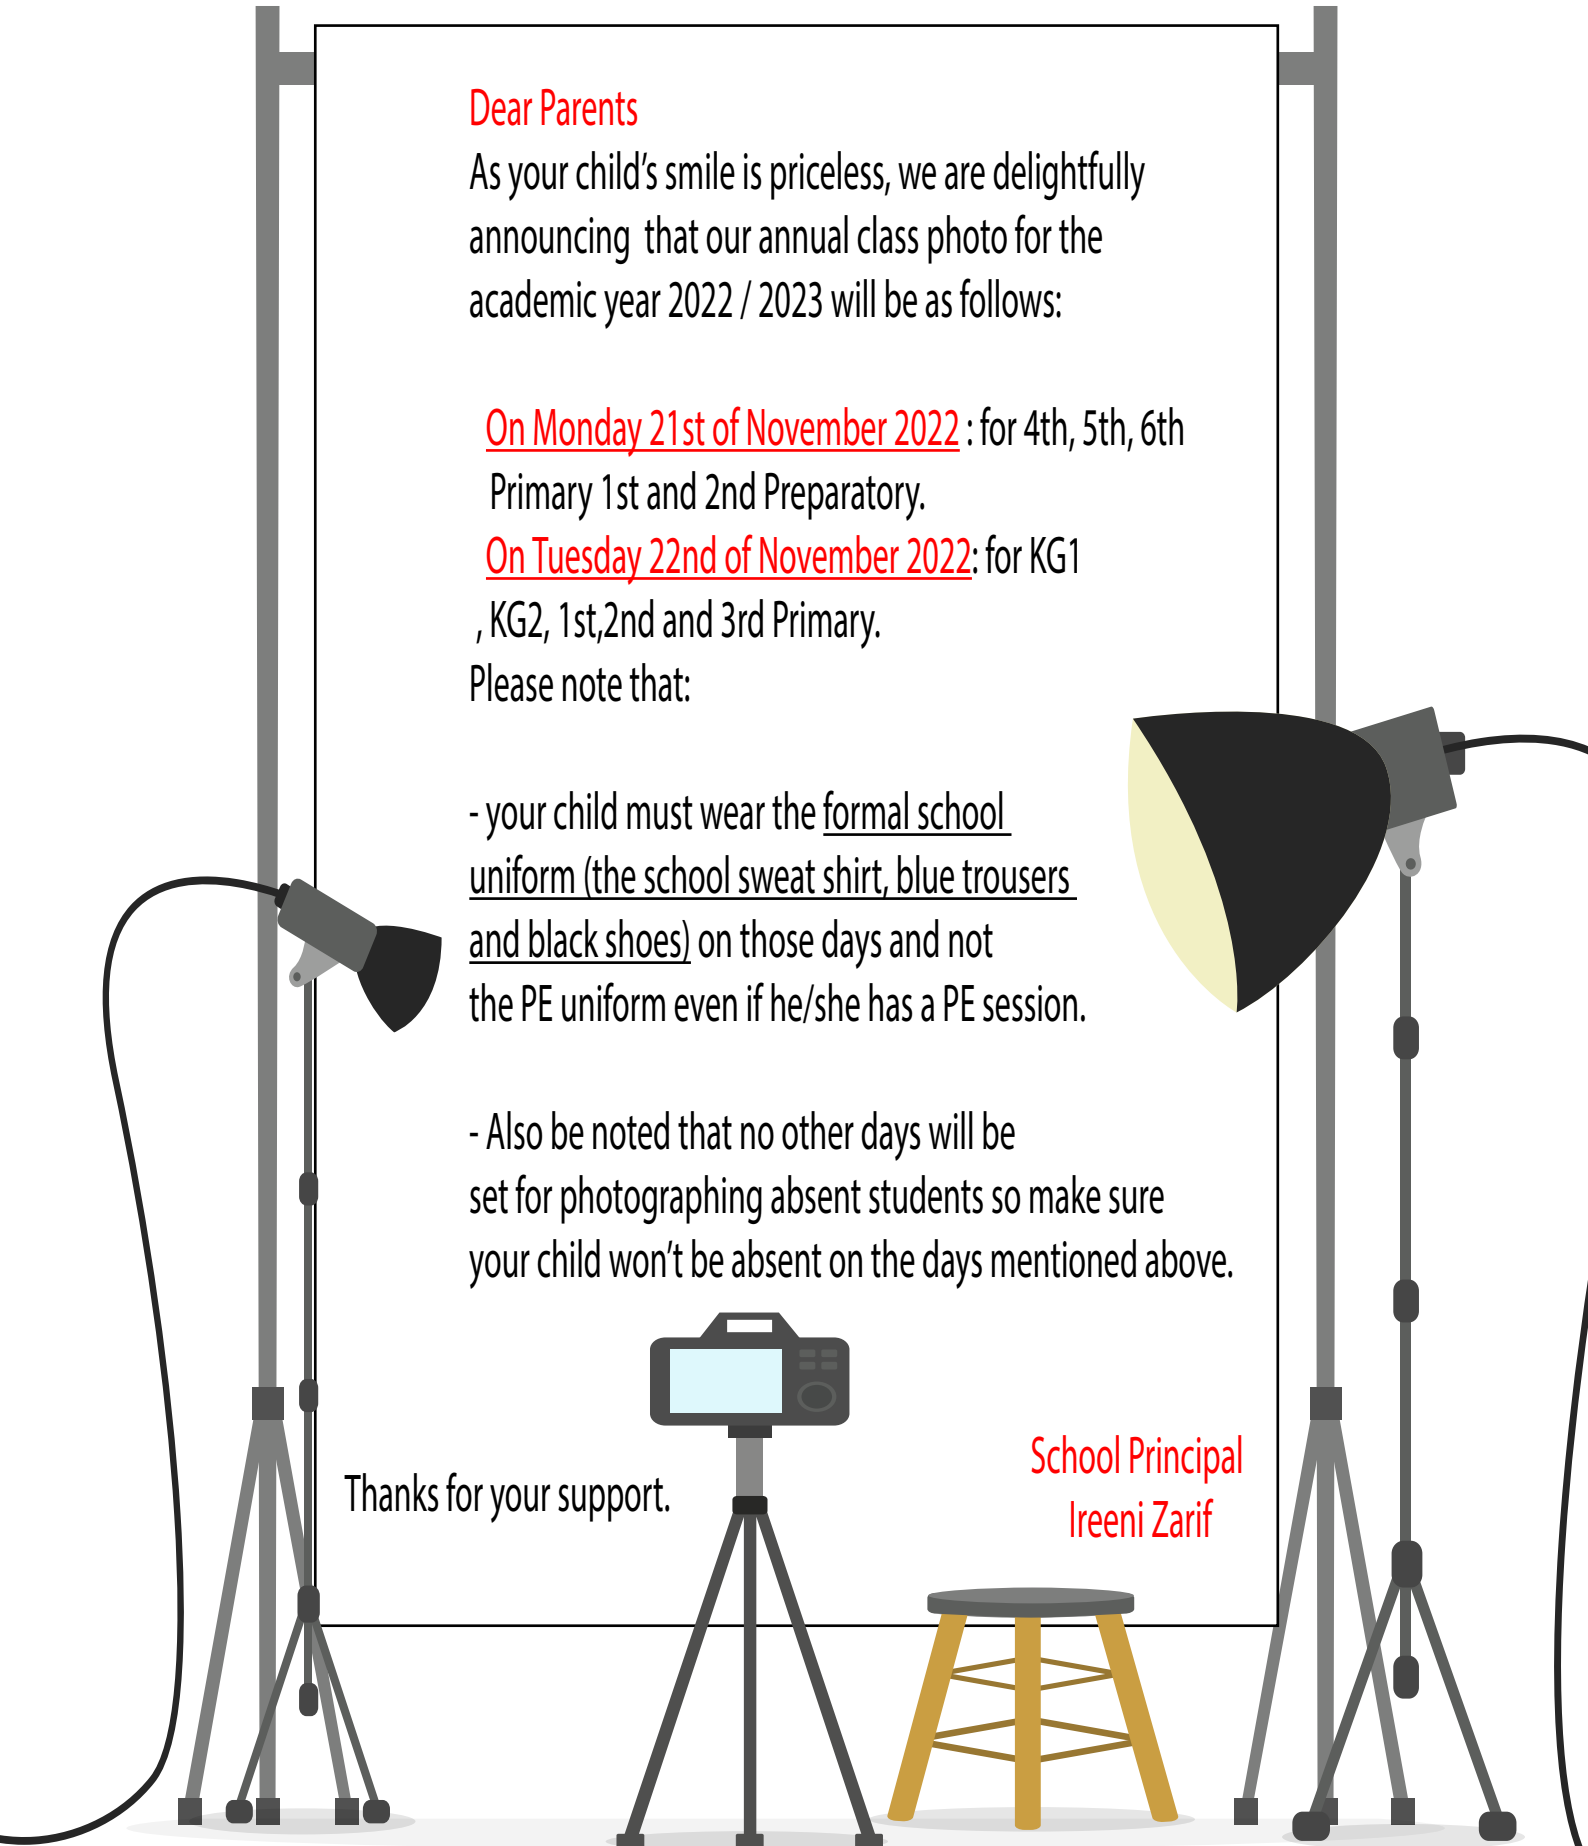 Dear Parents
As your child’s smile is priceless, we are delightfully
announcing that our annual class photo for the
academic year 2022 / 2023 will be as follows:
On Monday 21st of November 2022 : for 4th, 5th, 6th
Primary 1st and 2nd Preparatory.
On Tuesday 22nd of November 2022: for KG1
, KG2, 1st,2nd and 3rd Primary.
Please note that:
- your child must wear the formal school
uniform (the school sweat shirt, blue trousers
and black shoes) on those days and not
the PE uniform even if he/she has a PE session.
- Also be noted that no other days will be
set for photographing absent students so make sure
your child won’t be absent on the days mentioned above.
Thanks for your support.
School Principal
Ireeni Zarif